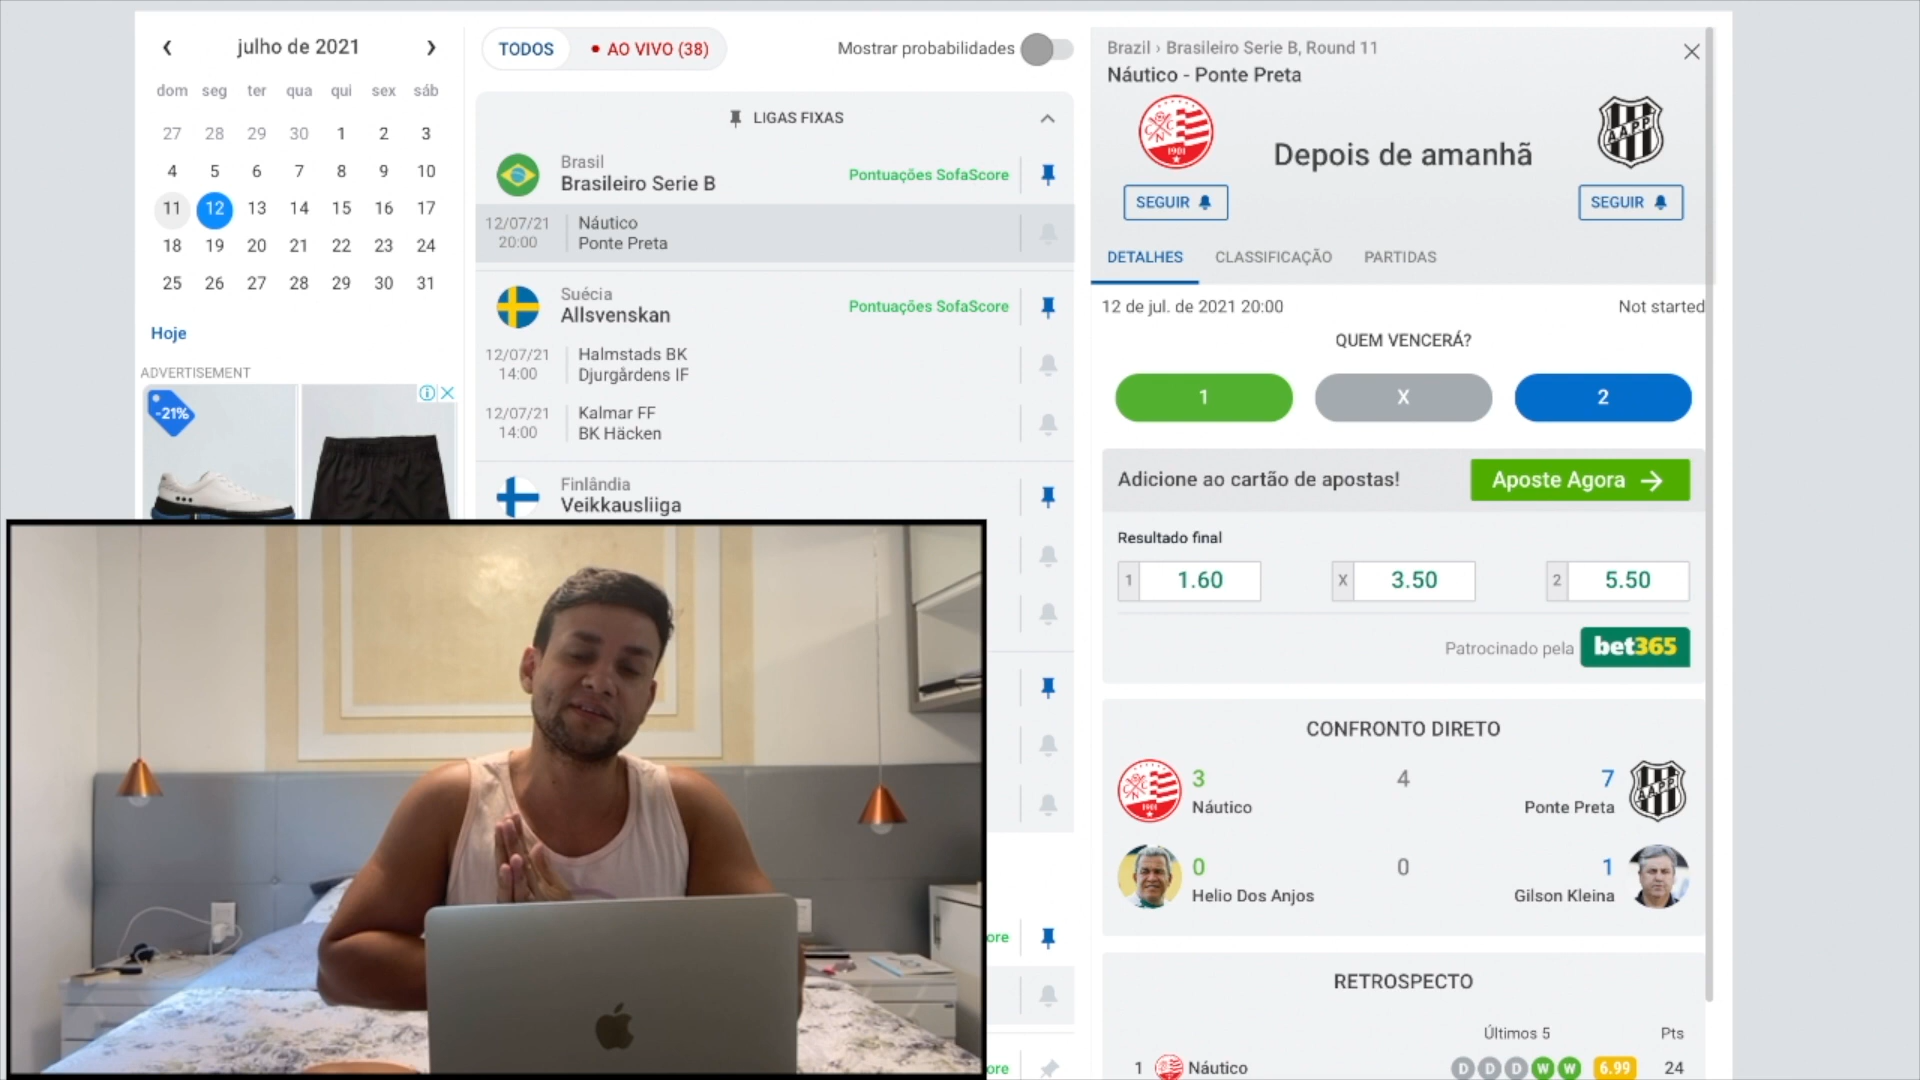 julho de 2021
dom seg ter qua qui sex sáb
27 28 29 30 1 2 3
4 5 6 7 8 9 10
11 12 13 14 15 16 17
18 19 20 21 22 23 24
25 26 27 28 29 30 31
Hoje
ADVERTISEMENT
-21%
TODOS
AO VIVO (38)
Mostrar probabilidades
LIGAS FIXAS
Brasil
Brasileiro Serie B
Pontuações SofaScore
12/07/21
20:00
Náutico
Ponte Preta
Suécia
Allsvenskan
Pontuações SofaScore
12/07/21
14:00
Halmstads BK
Djurgårdens IF
12/07/21
14:00
Kalmar FF
BK Häcken
Finlândia
Veikkausliiga
ore
ore
Brazil › Brasileiro Serie B, Round 11
Náutico - Ponte Preta
1901
AAPP
Depois de amanhã
SEGUIR
SEGUIR
DETALHES CLASSIFICAÇÃO PARTIDAS
12 de jul. de 2021 20:00
Not started
QUEM VENCERÁ?
1 X 2
Adicione ao cartão de apostas!
Aposte Agora
Resultado final
1 1.60 X 3.50 2 5.50
Patrocinado pela bet365
CONFRONTO DIRETO
3 4 7
Náutico Ponte Preta
1901
AAPP
0 0 1
Helio Dos Anjos Gilson Kleina
RETROSPECTO
Últimos 5 Pts
1 Náutico D D D W W 6.99 24